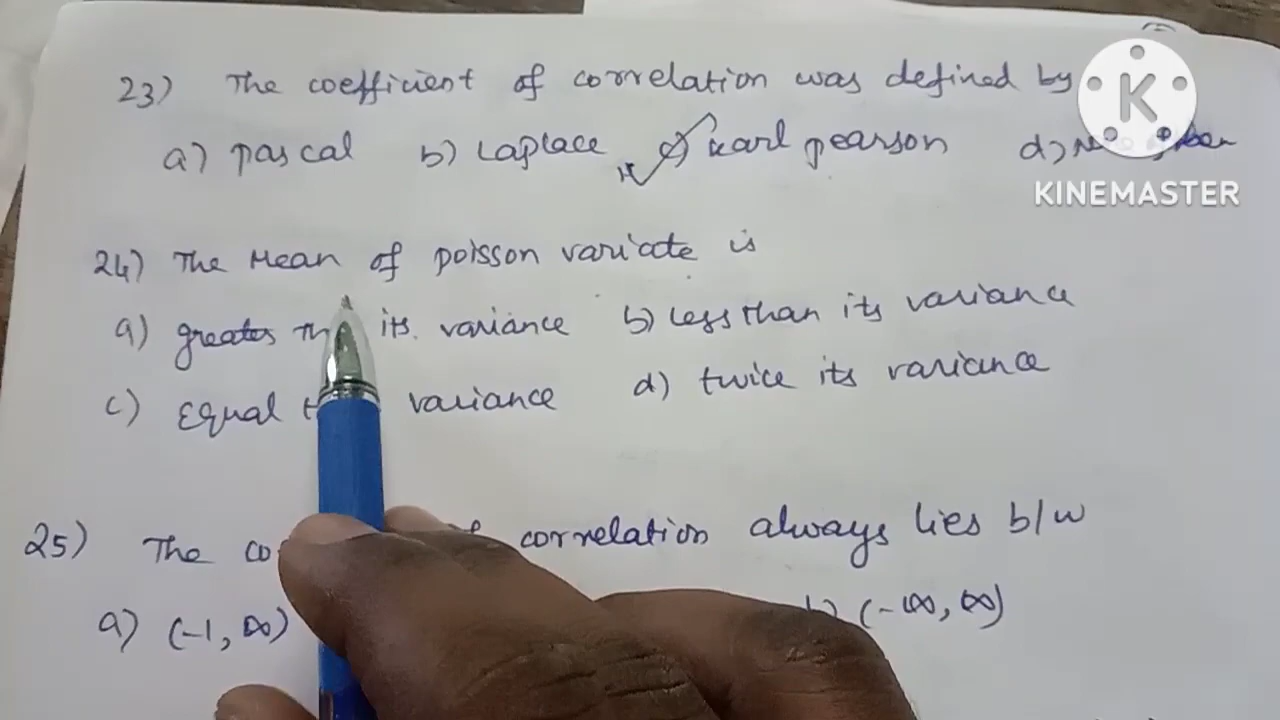 23) The coefficient of correlation was defined by
a) pascal b) Laplace c) karl pearson d)
K
KINEMASTER
24) The Mean of poisson variate is
a) greates its. variance b) Less than its variance
c) Equal variance d) twice its variance
25) The correlation always lies b/w
a) (-1, ∞) b) (-∞, ∞)